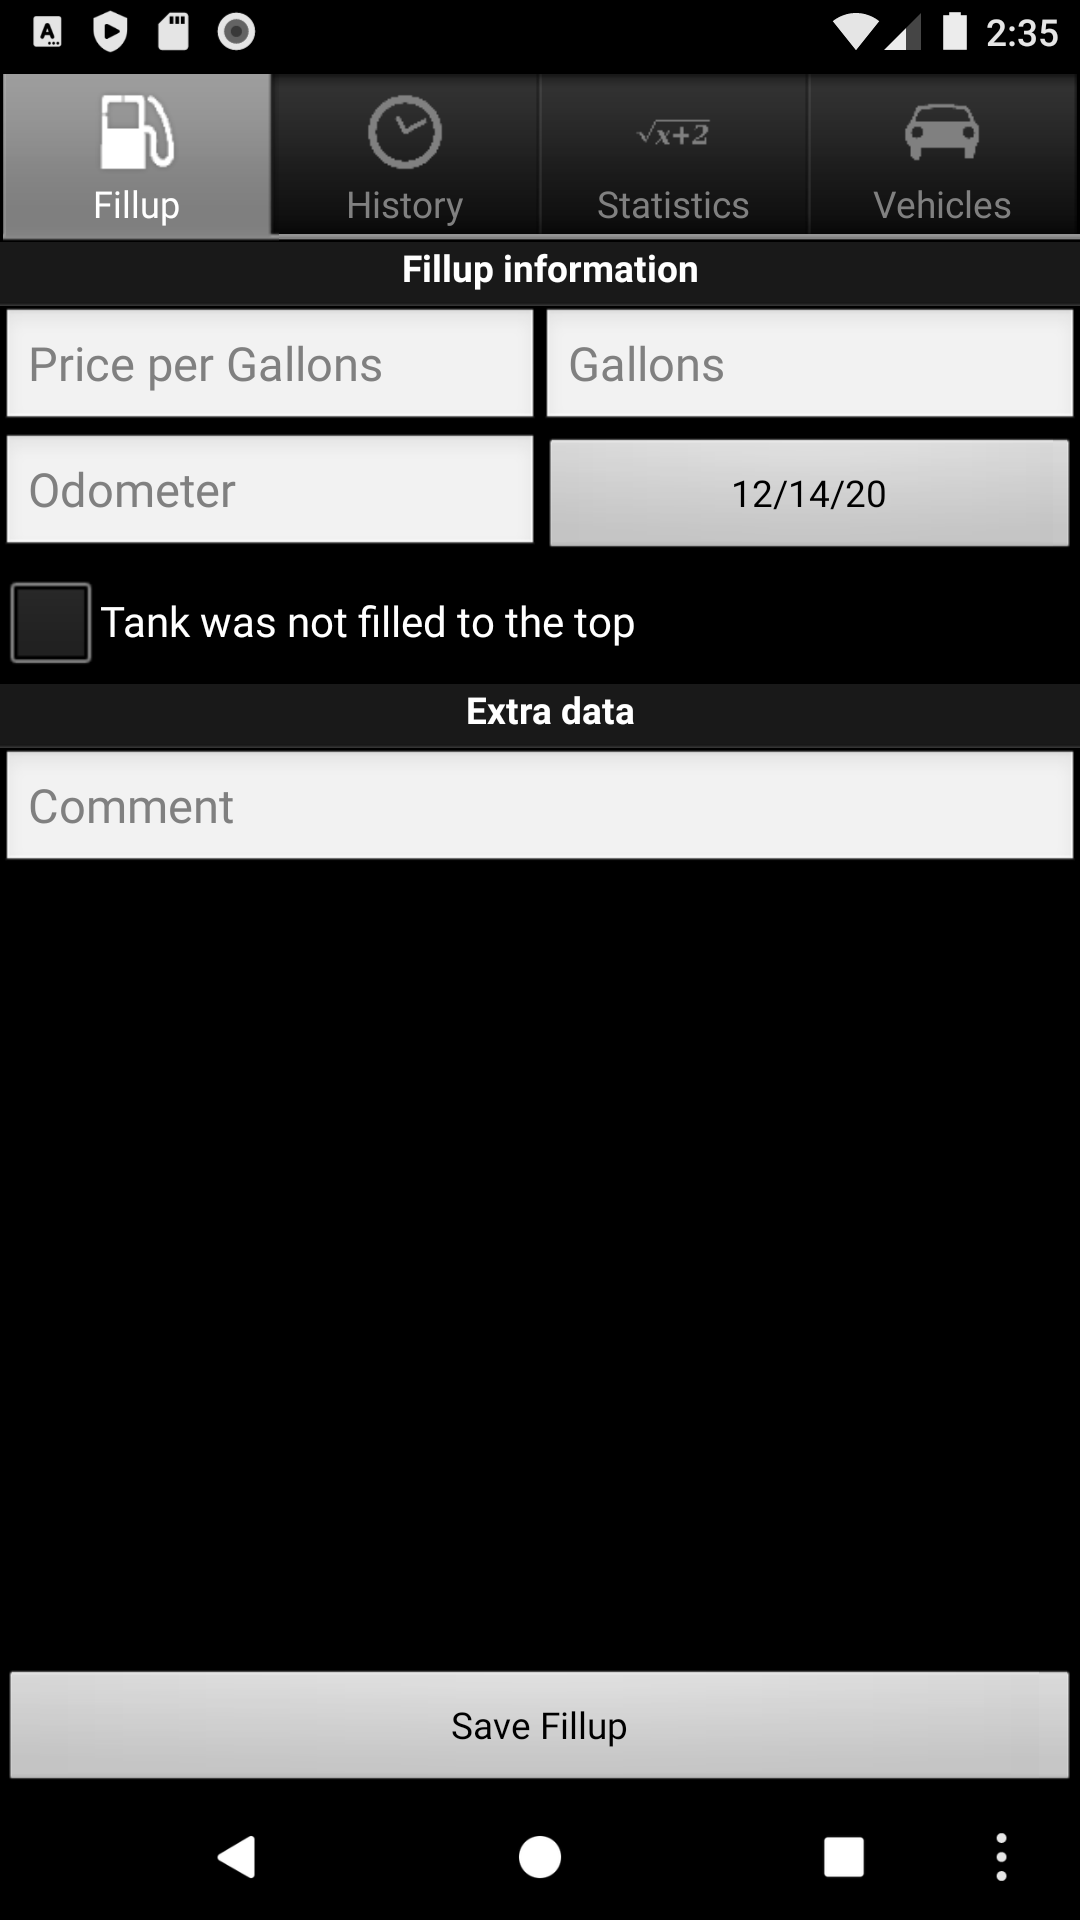 2:35
Fillup
History
√x+2
Statistics
Vehicles
Fillup information
Price per Gallons
Gallons
Odometer
12/14/20
Tank was not filled to the top
Extra data
Comment
Save Fillup